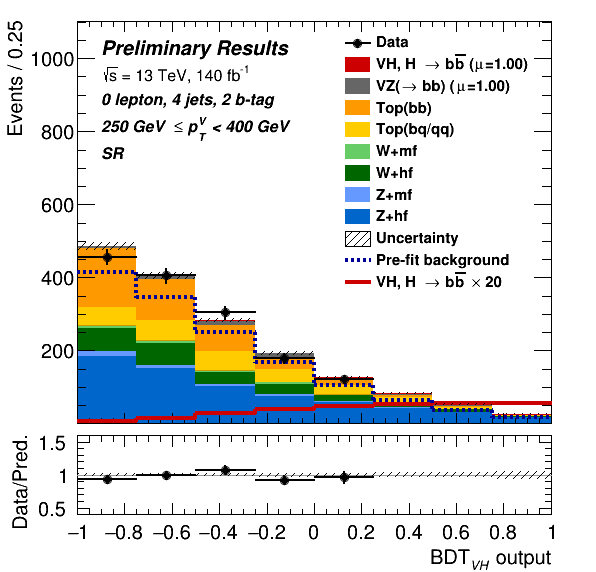 Events / 0.25
1000
800
600
400
200
Preliminary Results
√s = 13 TeV, 140 fb⁻¹
0 lepton, 4 jets, 2 b-tag
250 GeV ≤ p_T^V < 400 GeV
SR
Data
VH, H → bb̅ (μ=1.00)
VZ(→ bb) (μ=1.00)
Top(bb)
Top(bq/qq)
W+mf
W+hf
Z+mf
Z+hf
Uncertainty
Pre-fit background
VH, H → bb̅ × 20
Data/Pred.
1.5
1
0.5
−1 −0.8 −0.6 −0.4 −0.2 0 0.2 0.4 0.6 0.8 1
BDT_VH output